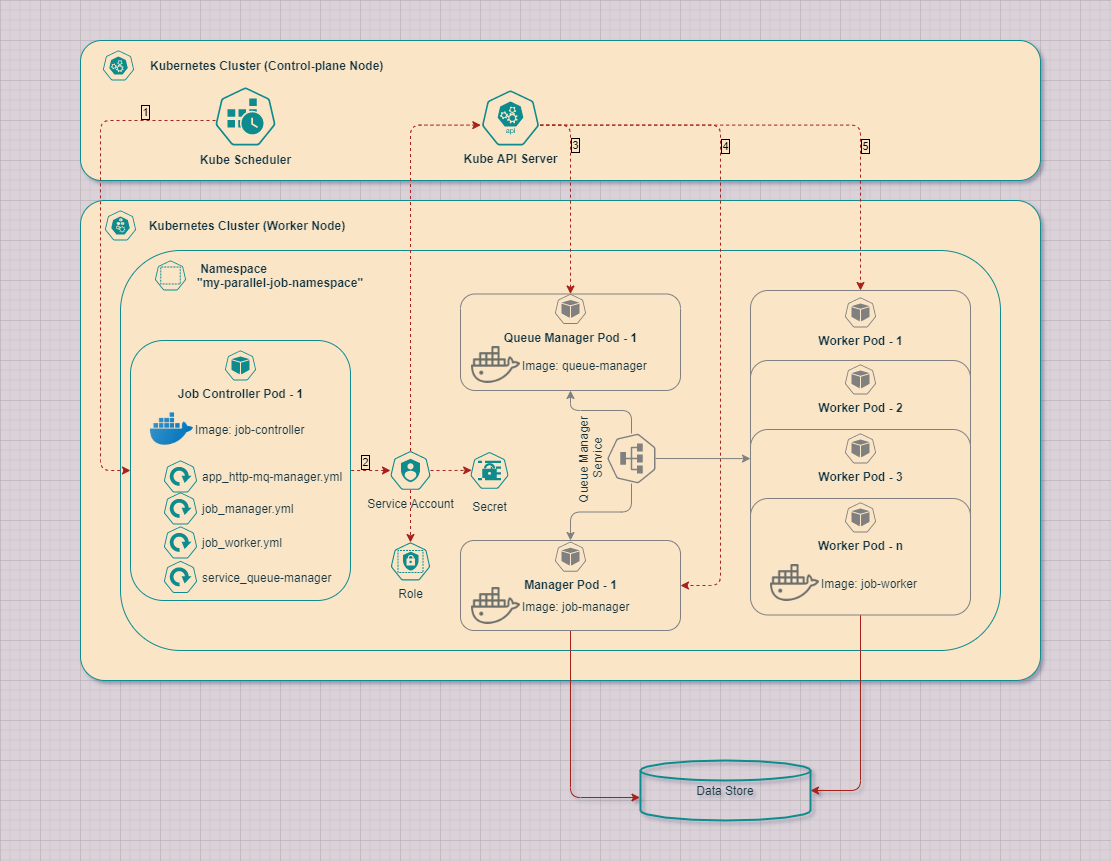 Kubernetes Cluster (Control-plane Node)
1
Kube Scheduler
api
Kube API Server
3
4
5
Kubernetes Cluster (Worker Node)
Namespace
"my-parallel-job-namespace"
Job Controller Pod - 1
Image: job-controller
app_http-mq-manager.yml
job_manager.yml
job_worker.yml
service_queue-manager
2
Service Account
Secret
Role
Queue Manager Pod - 1
Image: queue-manager
Queue Manager
Service
Manager Pod - 1
Image: job-manager
Worker Pod - 1
Worker Pod - 2
Worker Pod - 3
Worker Pod - n
Image: job-worker
Data Store